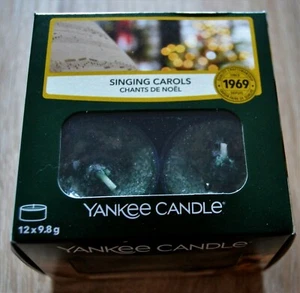 SINGING CAROLS
CHANTS DE NOËL
1969
12 x 9.8g
YANKEE CANDLE®
YANKEE CANDLE